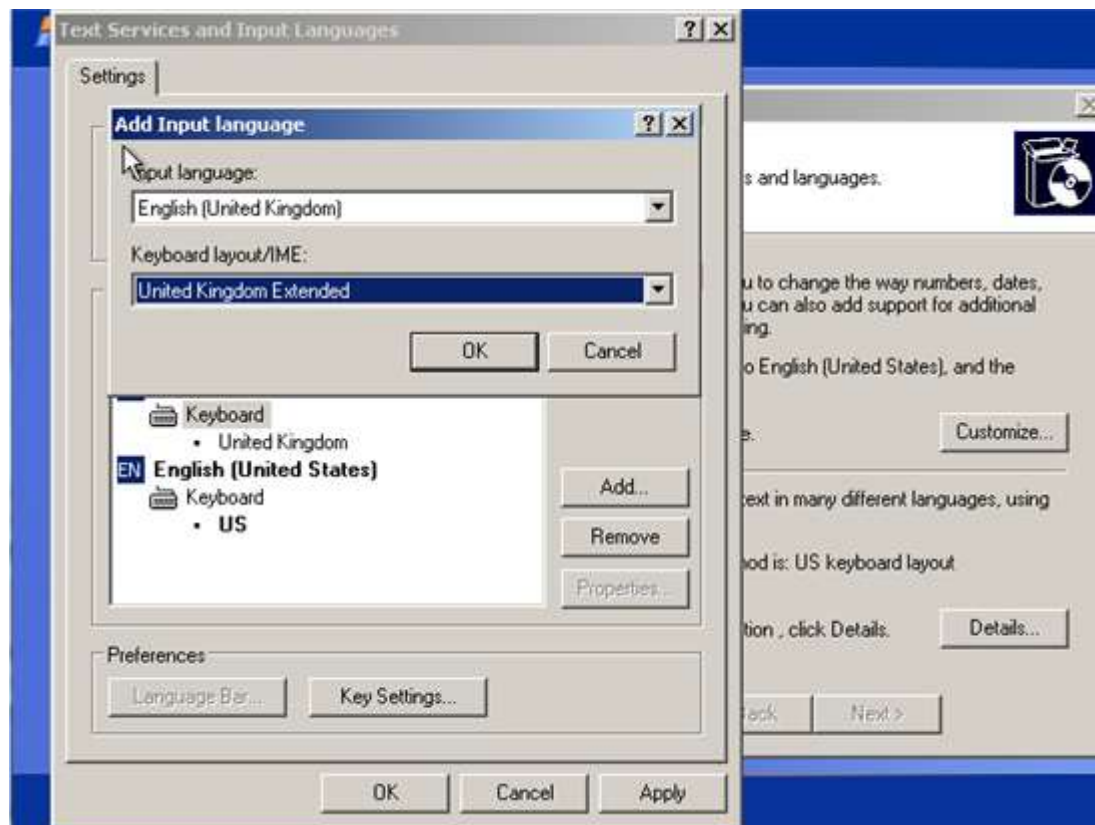 Text Services and Input Languages
Settings
Add Input language
Input language:
English (United Kingdom)
Keyboard layout/IME:
United Kingdom Extended
OK Cancel
Keyboard
• United Kingdom
EN English (United States)
Keyboard
• US
Add...
Remove
Properties...
Preferences
Language Bar... Key Settings...
OK Cancel Apply
s and languages.
u to change the way numbers, dates,
u can also add support for additional
ing.
o English (United States), and the
e.
Customize...
text in many different languages, using
hod is: US keyboard layout
tion , click Details.
Details...
Back Next >